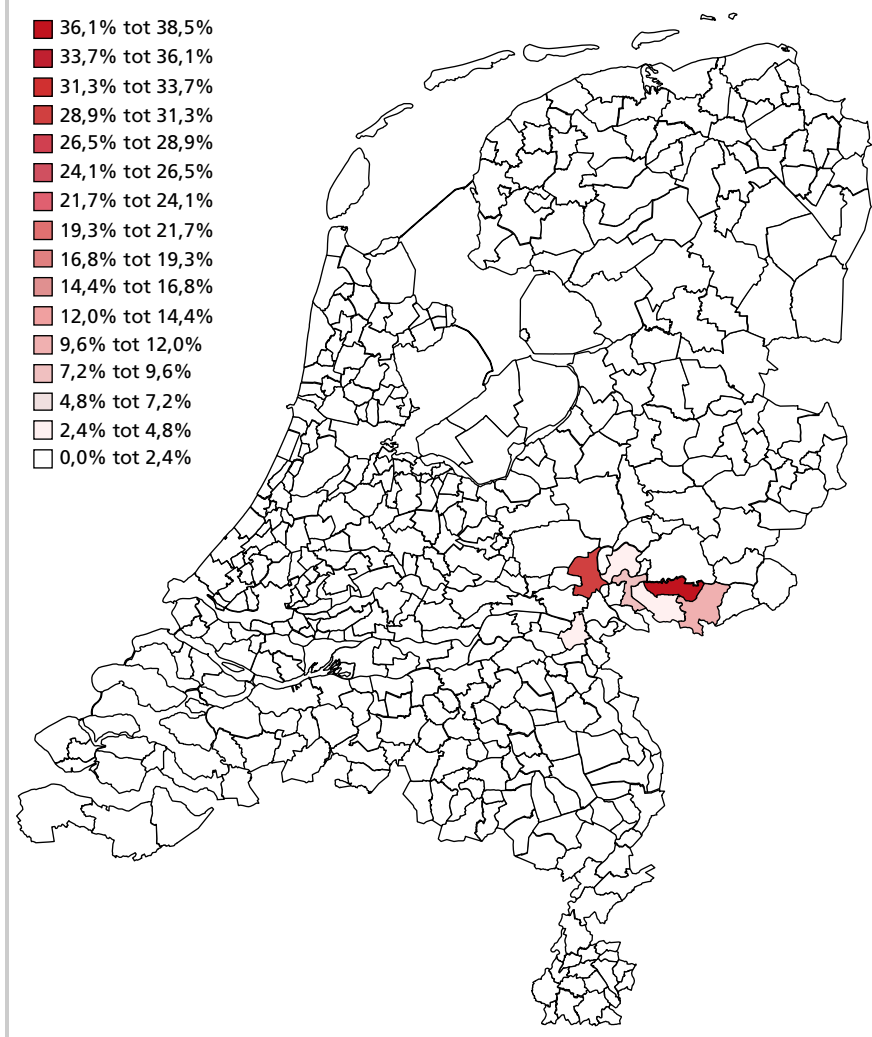 36,1% tot 38,5%
33,7% tot 36,1%
31,3% tot 33,7%
28,9% tot 31,3%
26,5% tot 28,9%
24,1% tot 26,5%
21,7% tot 24,1%
19,3% tot 21,7%
16,8% tot 19,3%
14,4% tot 16,8%
12,0% tot 14,4%
9,6% tot 12,0%
7,2% tot 9,6%
4,8% tot 7,2%
2,4% tot 4,8%
0,0% tot 2,4%